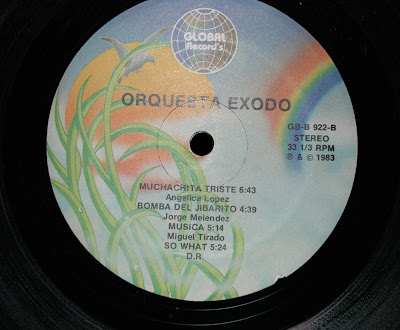 GLOBAL
Record's
ORQUESTA EXODO
GB-B 922-B
STEREO
33 1/3 RPM
℗ & © 1983
MUCHACHITA TRISTE 6:43
Angelica Lopez
BOMBA DEL JIBARITO 4:39
Jorge Melendez
MUSICA 5:14
Miguel Tirado
SO WHAT 5:24
D.R.